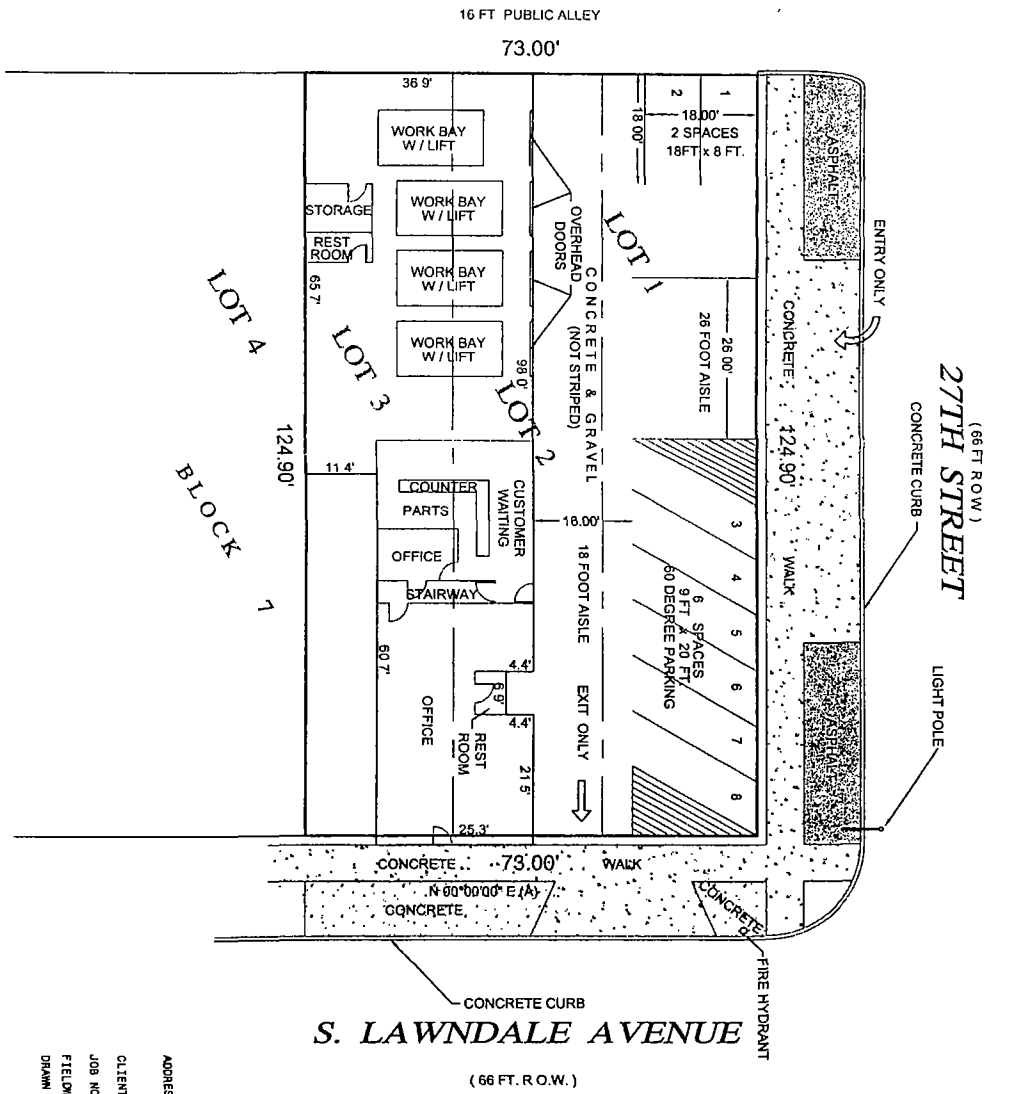 16 FT PUBLIC ALLEY
73.00'
36 9'
WORK BAY
W / LIFT
WORK BAY
W / LIFT
WORK BAY
W / LIFT
WORK BAY
W / LIFT
STORAGE
REST
ROOM
65 7'
OVERHEAD
DOORS
98 0'
CONCRETE & GRAVEL
(NOT STRIPED)
18 00'
2
1
18.00'
2 SPACES
18FT x 8 FT.
LOT 1
LOT 2
LOT 3
LOT 4
BLOCK 7
26 00'
26 FOOT AISLE
ASPHALT
ENTRY ONLY
CONCRETE
WALK
124.90'
124.90'
27TH STREET
( 66 FT ROW )
CONCRETE CURB
LIGHT POLE
ASPHALT
11 4'
COUNTER
PARTS
CUSTOMER
WAITING
OFFICE
STAIRWAY
60 7'
OFFICE
4.4'
6 9'
4.4'
REST
ROOM
21 5'
25.3'
18 FOOT AISLE
EXIT ONLY
3
4
5
6
7
8
6 SPACES
9 FT x 20 FT.
60 DEGREE PARKING
CONCRETE
73.00'
WALK
N 00°00'00" E (A)
CONCRETE
CONCRETE
FIRE HYDRANT
CONCRETE CURB
S. LAWNDALE AVENUE
( 66 FT. R O.W. )
ADDRES
CLIENT
JOB NO
DRAWN